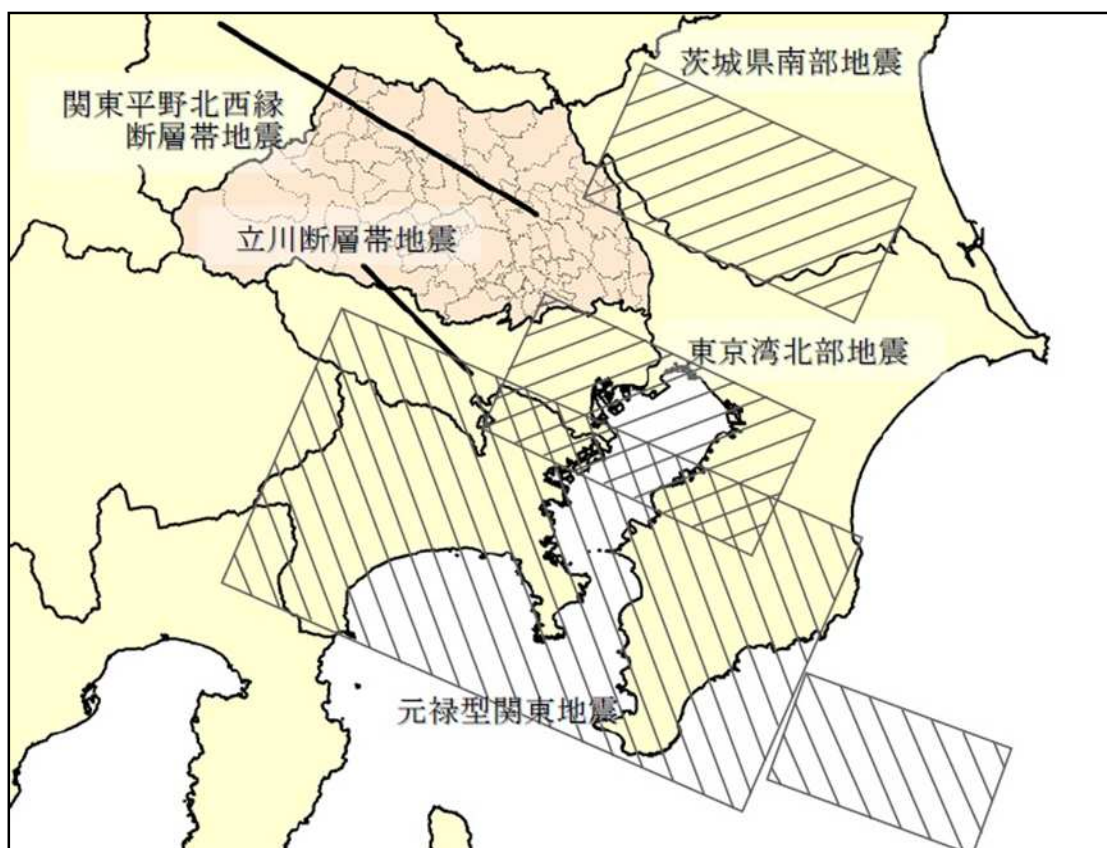 茨城県南部地震
関東平野北西縁
断層帯地震
立川断層帯地震
東京湾北部地震
元禄型関東地震